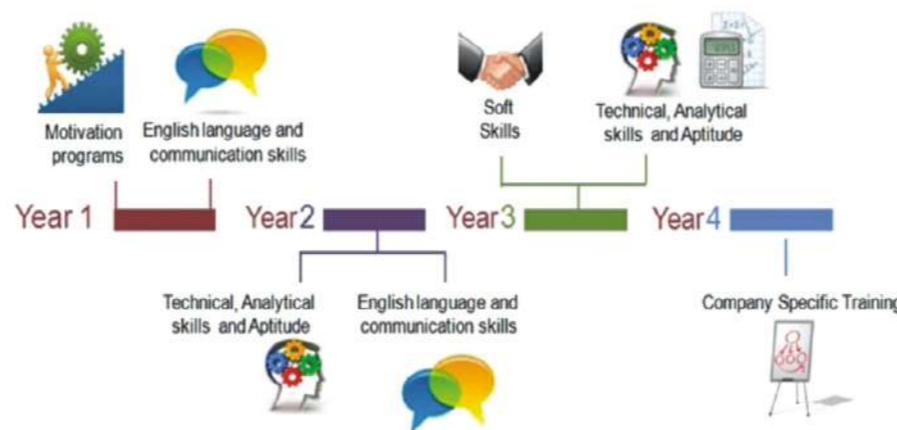 Motivation
programs
English language and
communication skills
Soft
Skills
Technical, Analytical
skills and Aptitude
Year 1
Year2
Year3
Year4
Technical, Analytical
skills and Aptitude
English language and
communication skills
Company Specific Training